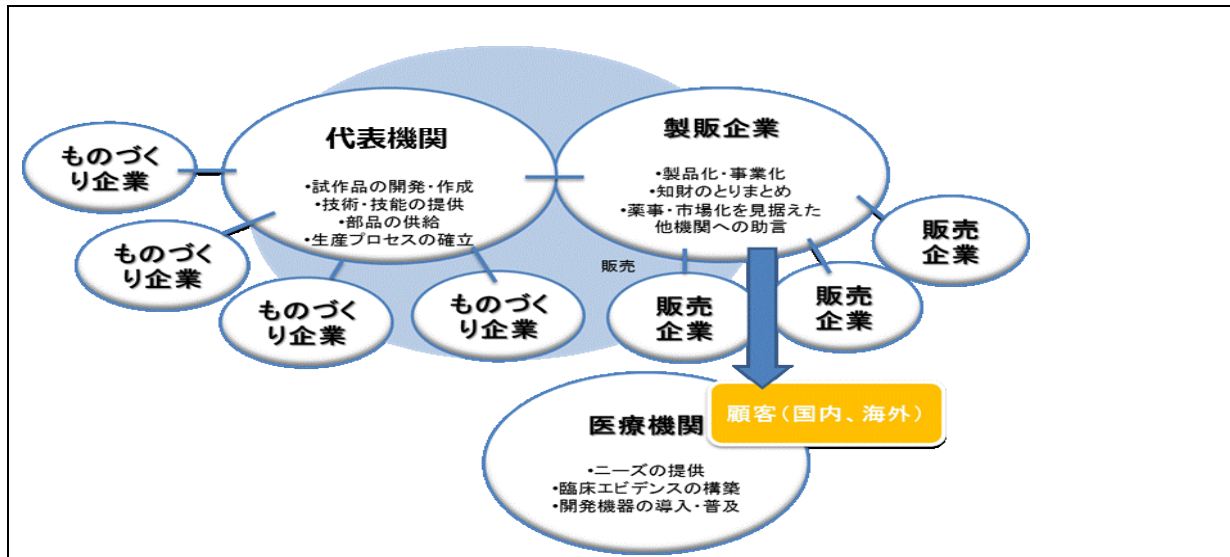 代表機関
・試作品の開発・作成
・技術・技能の提供
・部品の供給
・生産プロセスの確立
製販企業
・製品化・事業化
・知財のとりまとめ
・薬事・市場化を見据えた
他機関への助言
ものづく
り企業
ものづく
り企業
ものづく
り企業
ものづく
り企業
販売
販売
企業
販売
企業
販売
企業
顧客(国内、海外)
医療機関
・ニーズの提供
・臨床エビデンスの構築
・開発機器の導入・普及